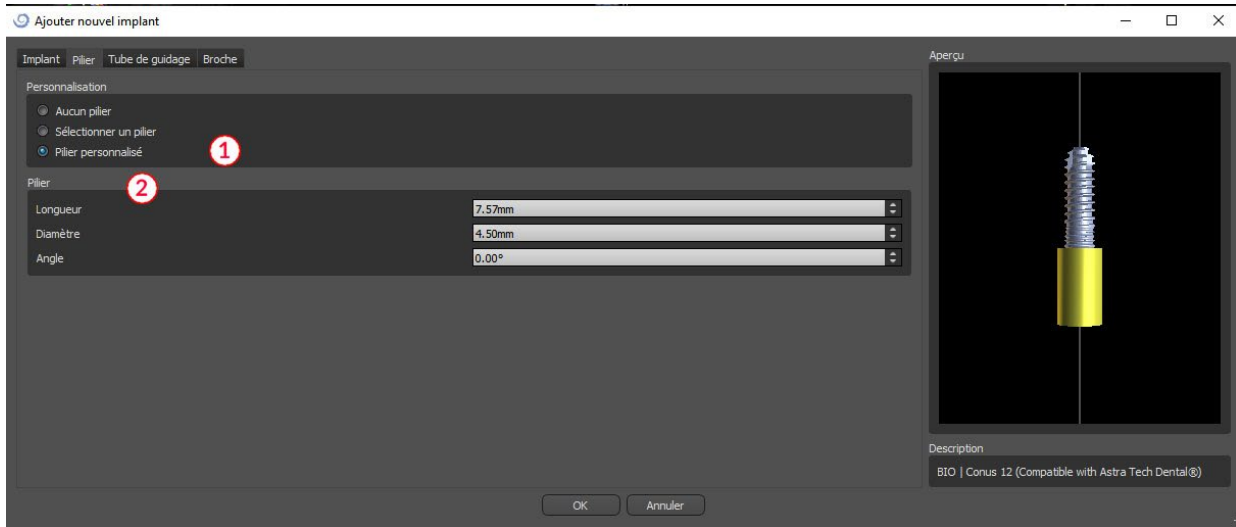 Ajouter nouvel implant
Implant Pilier Tube de guidage Broche
Personnalisation
Aucun pilier
Sélectionner un pilier
Pilier personnalisé
1
Pilier
2
Longueur 7.57mm
Diamètre 4.50mm
Angle 0.00°
Aperçu
Description
BIO | Conus 12 (Compatible with Astra Tech Dental®)
OK Annuler